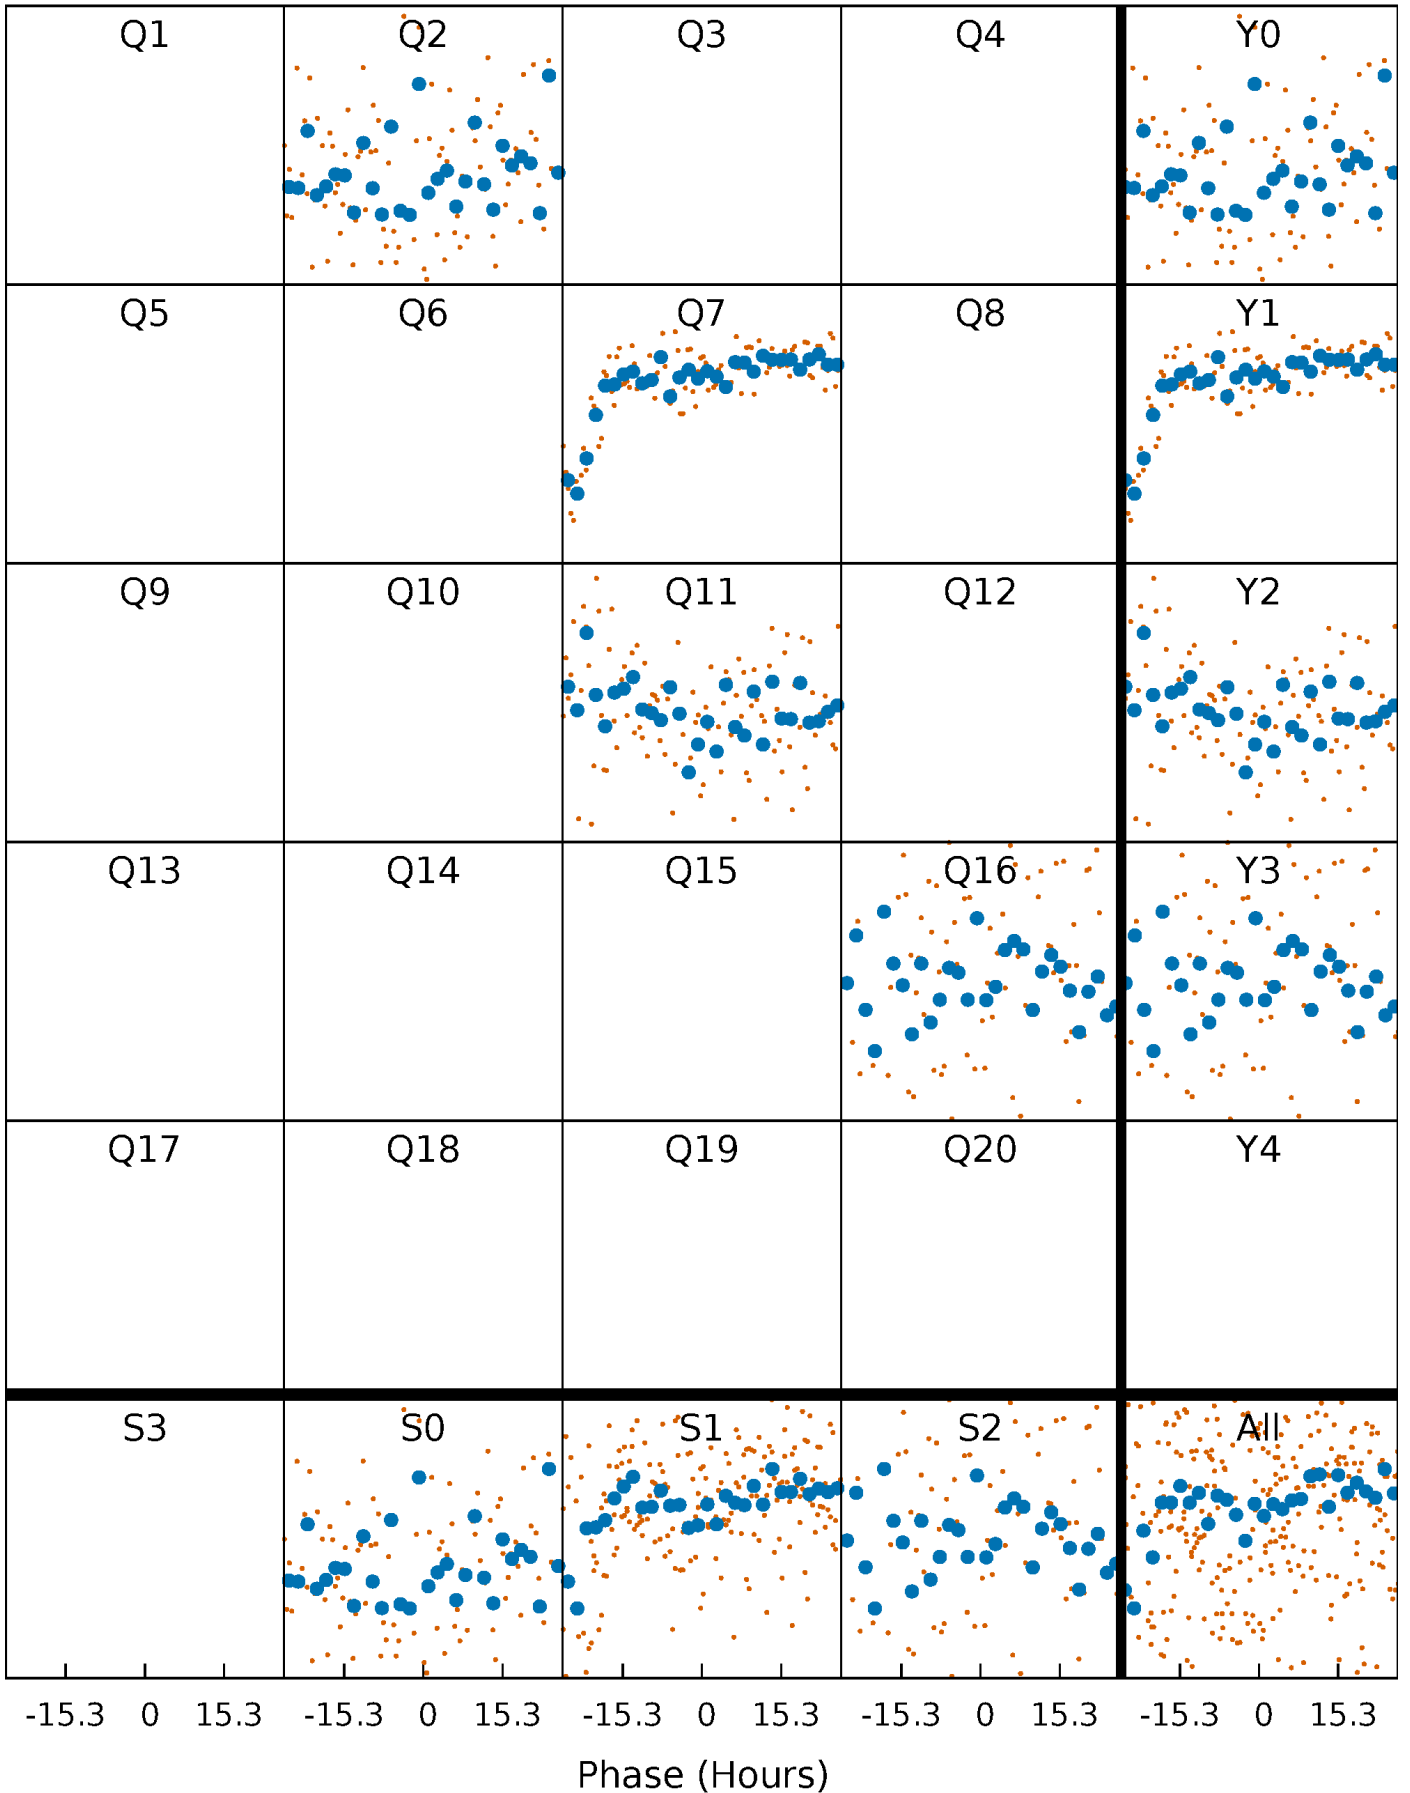 Q1 Q2 Q3 Q4 Y0
Q5 Q6 Q7 Q8 Y1
Q9 Q10 Q11 Q12 Y2
Q13 Q14 Q15 Q16 Y3
Q17 Q18 Q19 Q20 Y4
S3 S0 S1 S2 All
-15.3 0 15.3 -15.3 0 15.3 -15.3 0 15.3 -15.3 0 15.3 -15.3 0 15.3
Phase (Hours)